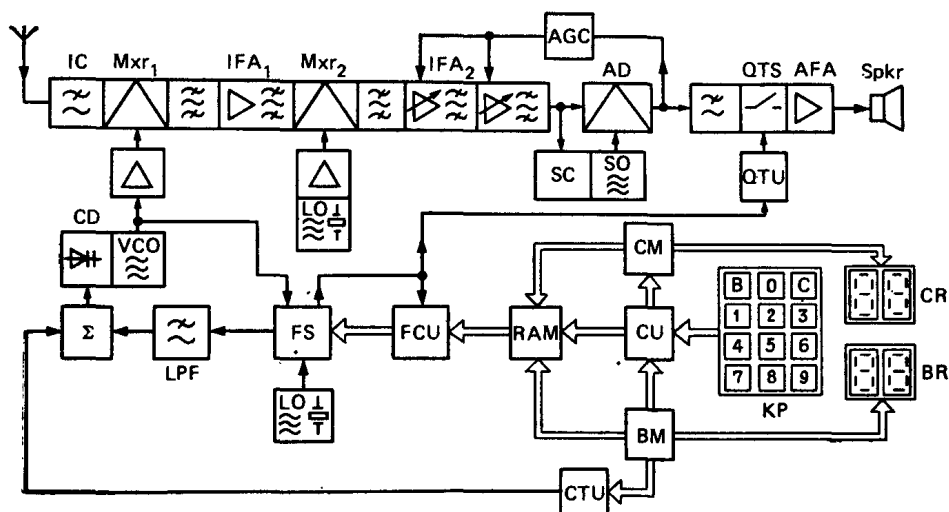 AGC
IC Mxr1 IFA1 Mxr2 IFA2 AD QTS AFA Spkr
SC SO
QTU
CD VCO LO
CM
B 0 C
CR
Σ LPF FS FCU RAM CU
1 2 3
4 5 6
7 8 9
KP
BR
LO
BM
CTU